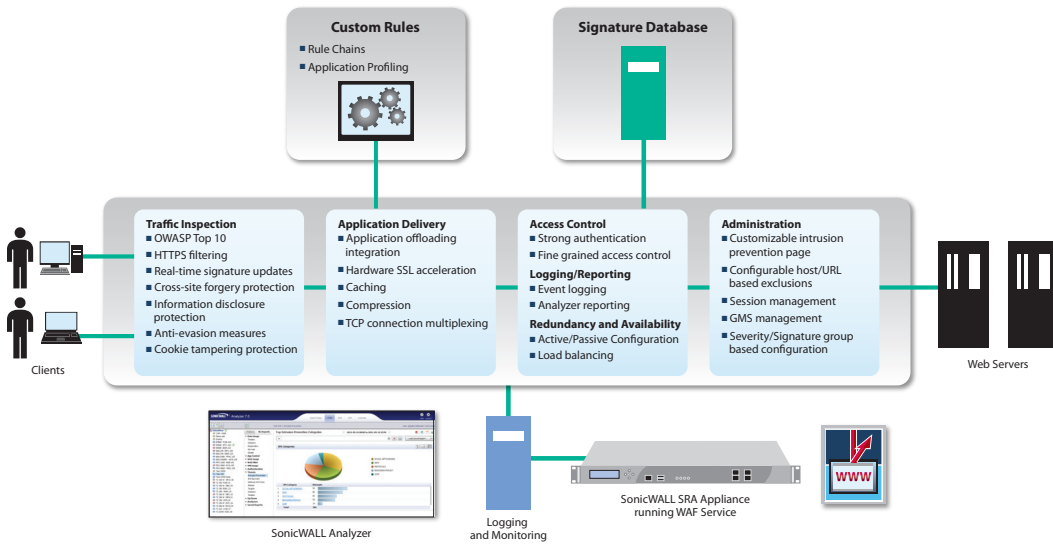 Custom Rules
■ Rule Chains
■ Application Profiling
Signature Database
Traffic Inspection
■ OWASP Top 10
■ HTTPS filtering
■ Real-time signature updates
■ Cross-site forgery protection
■ Information disclosure
protection
■ Anti-evasion measures
■ Cookie tampering protection
Application Delivery
■ Application offloading
integration
■ Hardware SSL acceleration
■ Caching
■ Compression
■ TCP connection multiplexing
Access Control
■ Strong authentication
■ Fine grained access control
Logging/Reporting
■ Event logging
■ Analyzer reporting
Redundancy and Availability
■ Active/Passive Configuration
■ Load balancing
Administration
■ Customizable intrusion
prevention page
■ Configurable host/URL
based exclusions
■ Session management
■ GMS management
■ Severity/Signature group
based configuration
Clients
Web Servers
SonicWALL Analyzer
Logging
and Monitoring
SonicWALL SRA Appliance
running WAF Service
WWW